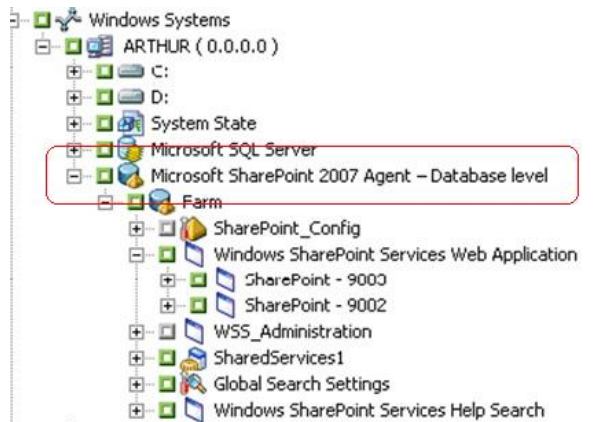 Windows Systems
ARTHUR ( 0.0.0.0 )
C:
D:
System State
Microsoft SQL Server
Microsoft SharePoint 2007 Agent – Database level
Farm
SharePoint_Config
Windows SharePoint Services Web Application
SharePoint - 9003
SharePoint - 9002
WSS_Administration
SharedServices1
Global Search Settings
Windows SharePoint Services Help Search